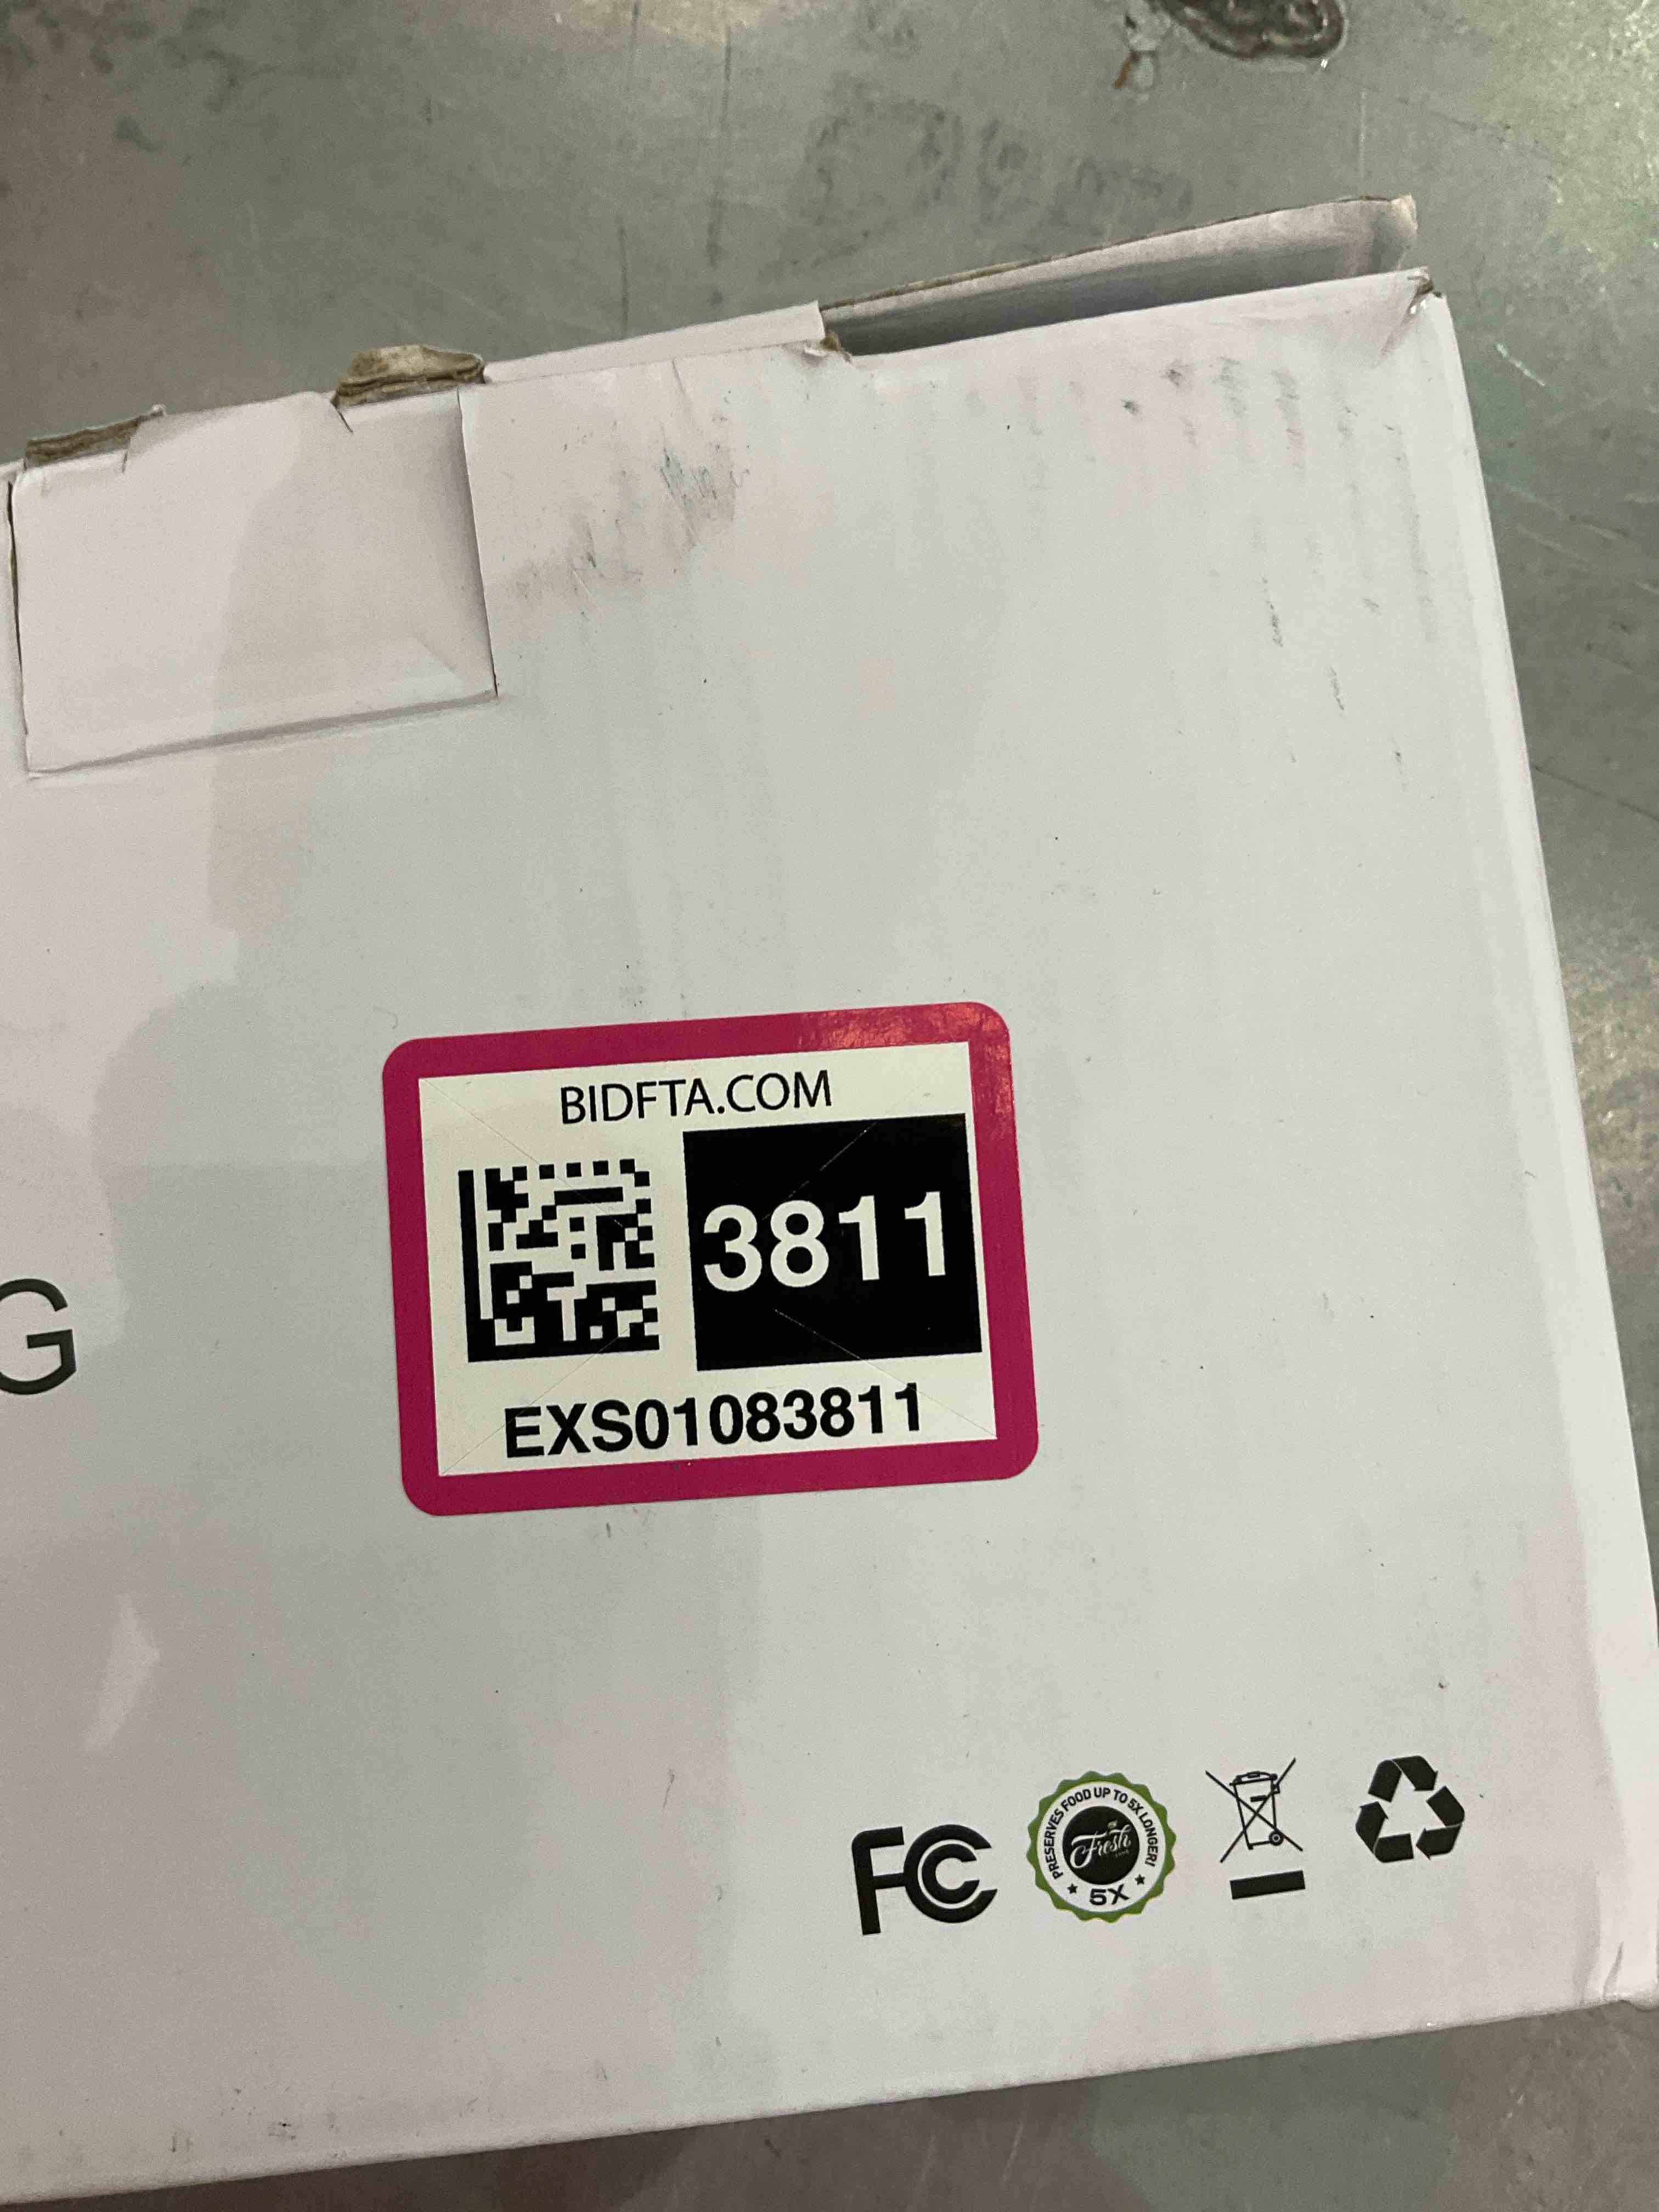 BIDFTA.COM
3811
EXS01083811
G
FC
PRESERVES FOOD UP TO 5X LONGER!
Fresh
5X